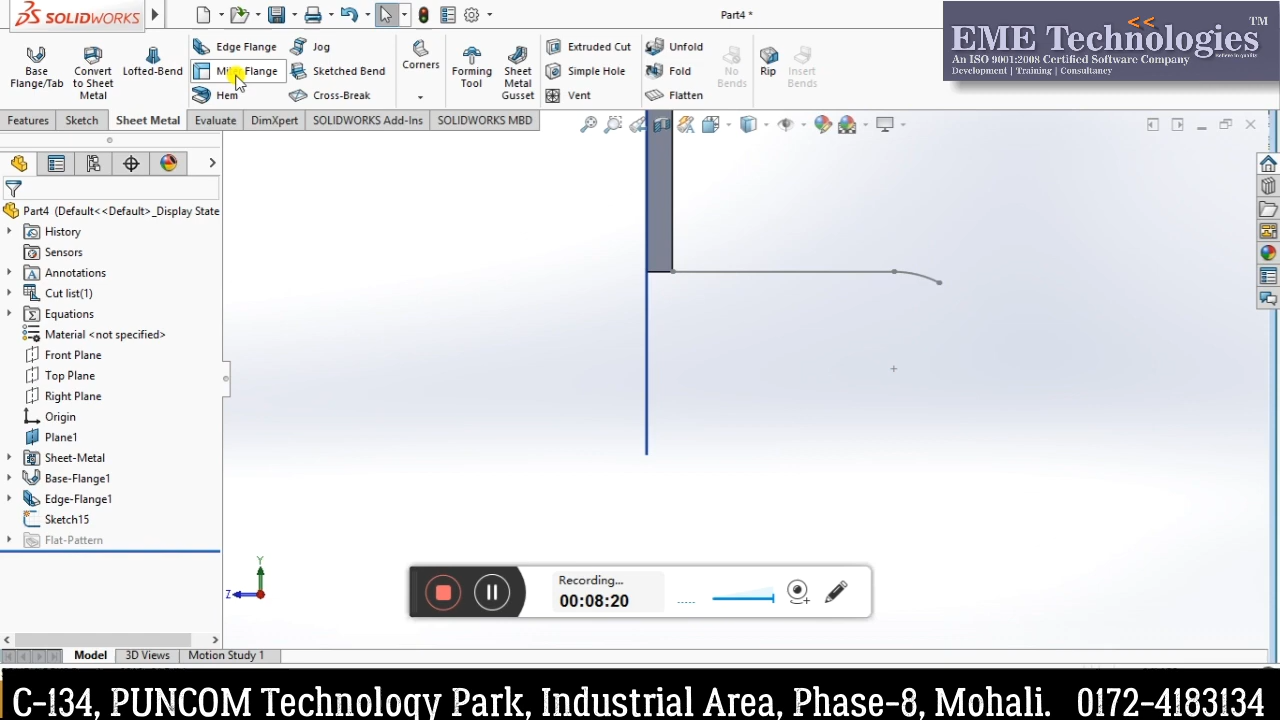 SOLIDWORKS
Part4 *
EME Technologies
TM
An ISO 9001:2008 Certified Software Company
Development | Training | Consultancy
Base
Flange/Tab
Convert
to Sheet
Metal
Lofted-Bend
Edge Flange
Flange
Hem
Jog
Sketched Bend
Cross-Break
Corners
Forming
Tool
Sheet
Metal
Gusset
Extruded Cut
Simple Hole
Vent
Unfold
Fold
Flatten
No
Bends
Rip
Insert
Bends
Features
Sketch
Sheet Metal
Evaluate
DimXpert
SOLIDWORKS Add-Ins
SOLIDWORKS MBD
Part4 (Default<<Default>_Display State
History
Sensors
Annotations
Cut list(1)
Equations
Material <not specified>
Front Plane
Top Plane
Right Plane
Origin
Plane1
Sheet-Metal
Base-Flange1
Edge-Flange1
Sketch15
Flat-Pattern
Y
Z
Recording...
00:08:20
Model
3D Views
Motion Study 1
C-134, PUNCOM Technology Park, Industrial Area, Phase-8, Mohali. 0172-4183134